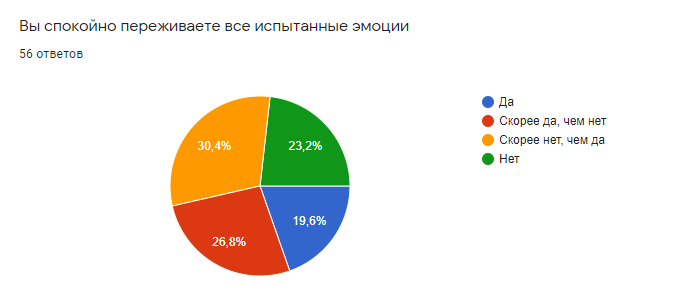 Вы спокойно переживаете все испытанные эмоции
56 ответов
Да
Скорее да, чем нет
Скорее нет, чем да
Нет
30,4%
23,2%
19,6%
26,8%